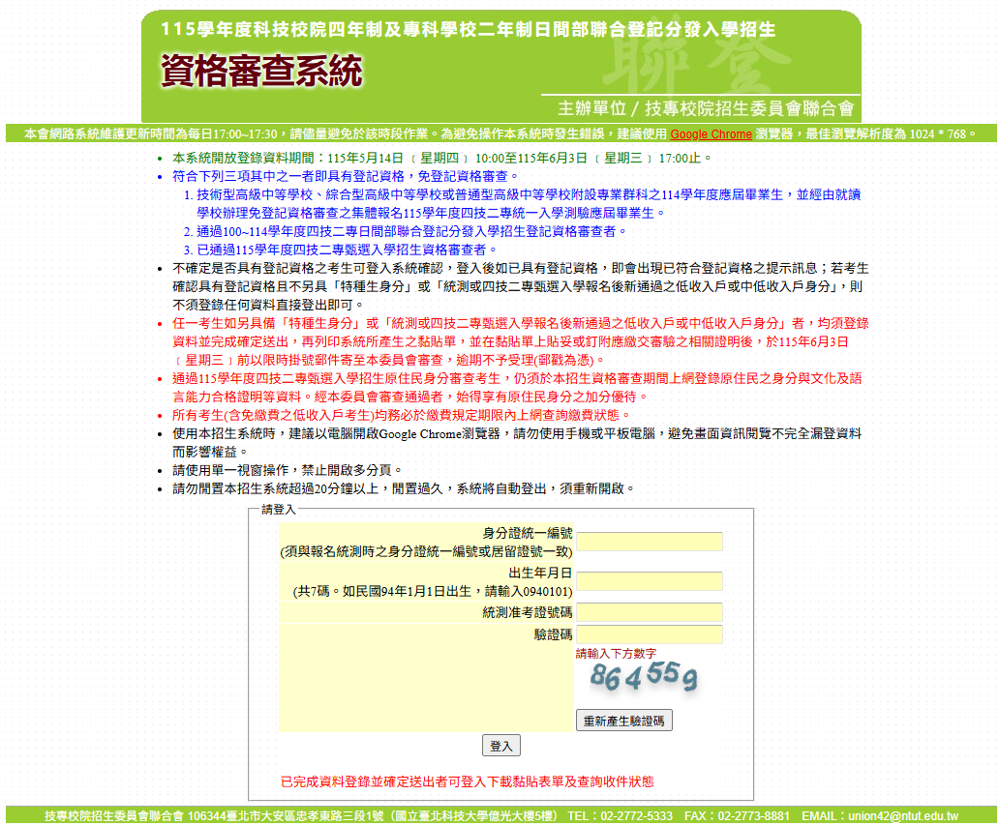 115學年度科技校院四年制及專科學校二年制日間部聯合登記分發入學招生
聯登
資格審查系統
主辦單位 / 技專校院招生委員會聯合會
本會網路系統維護更新時間為每日17:00~17:30，請儘量避免於該時段作業。為避免操作本系統時發生錯誤，建議使用 Google Chrome 瀏覽器，最佳瀏覽解析度為 1024 * 768。
• 本系統開放登錄資料期間：115年5月14日﹝星期四﹞10:00至115年6月3日﹝星期三﹞17:00止。
• 符合下列三項其中之一者即具有登記資格，免登記資格審查。
1. 技術型高級中等學校、綜合型高級中等學校或普通型高級中等學校附設專業群科之114學年度應屆畢業生，並經由就讀
學校辦理免登記資格審查之集體報名115學年度四技二專統一入學測驗應屆畢業生。
2. 通過100~114學年度四技二專日間部聯合登記分發入學招生登記資格審查者。
3. 已通過115學年度四技二專甄選入學招生資格審查者。
• 不確定是否具有登記資格之考生可登入系統確認，登入後如已具有登記資格，即會出現已符合登記資格之提示訊息；若考生
確認具有登記資格且不另具「特種生身分」或「統測或四技二專甄選入學報名後新通過之低收入戶或中低收入戶身分」，則
不須登錄任何資料直接登出即可。
• 任一考生如另具備「特種生身分」或「統測或四技二專甄選入學報名後新通過之低收入戶或中低收入戶身分」者，均須登錄
資料並完成確定送出，再列印系統所產生之黏貼單，並在黏貼單上貼妥或釘附應繳交審驗之相關證明後，於115年6月3日
﹝星期三﹞前以限時掛號郵件寄至本委員會審查，逾期不予受理(郵戳為憑)。
• 通過115學年度四技二專甄選入學招生原住民身分審查考生，仍須於本招生資格審查期間上網登錄原住民之身分與文化及語
言能力合格證明等資料。經本委員會審查通過者，始得享有原住民身分之加分優待。
• 所有考生(含免繳費之低收入戶考生)均務必於繳費規定期限內上網查詢繳費狀態。
• 使用本招生系統時，建議以電腦開啟Google Chrome瀏覽器，請勿使用手機或平板電腦，避免畫面資訊閱覽不完全漏登資料
而影響權益。
• 請使用單一視窗操作，禁止開啟多分頁。
• 請勿閒置本招生系統超過20分鐘以上，閒置過久，系統將自動登出，須重新開啟。
請登入
身分證統一編號
(須與報名統測時之身分證統一編號或居留證號一致)
出生年月日
(共7碼。如民國94年1月1日出生，請輸入0940101)
統測准考證號碼
驗證碼
請輸入下方數字
864559
重新產生驗證碼
登入
已完成資料登錄並確定送出者可登入下載黏貼表單及查詢收件狀態
技專校院招生委員會聯合會 106344臺北市大安區忠孝東路三段1號（國立臺北科技大學億光大樓5樓） TEL：02-2772-5333 FAX：02-2773-8881 EMAIL：union42@ntut.edu.tw